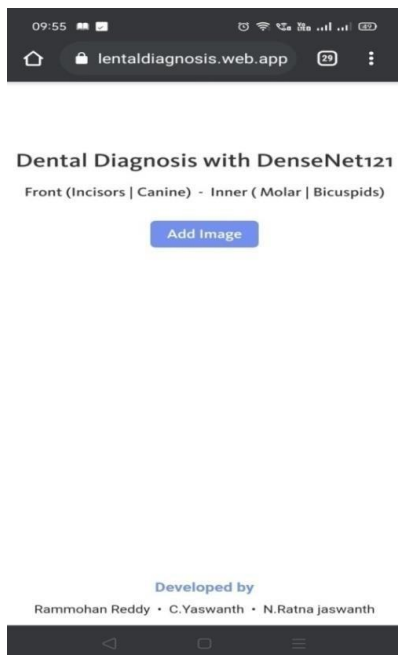 09:55
lentaldiagnosis.web.app 29
Dental Diagnosis with DenseNet121
Front (Incisors | Canine) - Inner ( Molar | Bicuspids)
Add Image
Developed by
Rammohan Reddy • C.Yaswanth • N.Ratna jaswanth